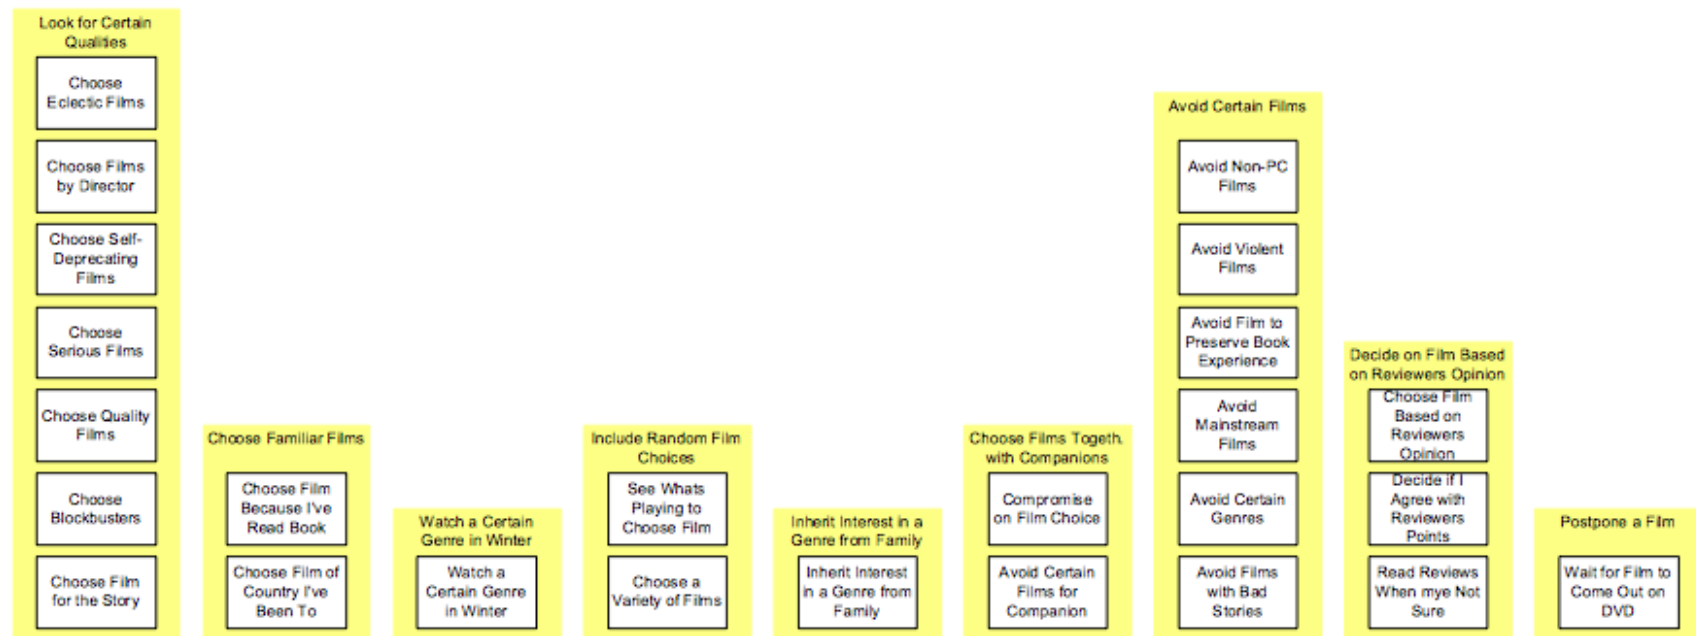 Look for Certain
Qualities
Choose
Eclectic Films
Choose Films
by Director
Choose Self-
Deprecating
Films
Choose
Serious Films
Choose Quality
Films
Choose
Blockbusters
Choose Film
for the Story
Choose Familiar Films
Choose Film
Because I've
Read Book
Choose Film of
Country I've
Been To
Watch a Certain
Genre in Winter
Watch a
Certain Genre
in Winter
Include Random Film
Choices
See Whats
Playing to
Choose Film
Choose a
Variety of Films
Inherit Interest in a
Genre from Family
Inherit Interest
in a Genre from
Family
Choose Films Togeth.
with Companions
Compromise
on Film Choice
Avoid Certain
Films for
Companion
Avoid Certain Films
Avoid Non-PC
Films
Avoid Violent
Films
Avoid Film to
Preserve Book
Experience
Avoid
Mainstream
Films
Avoid Certain
Genres
Avoid Films
with Bad
Stories
Decide on Film Based
on Reviewers Opinion
Choose Film
Based on
Reviewers
Opinion
Decide if I
Agree with
Reviewers
Points
Read Reviews
When mye Not
Sure
Postpone a Film
Wait for Film to
Come Out on
DVD